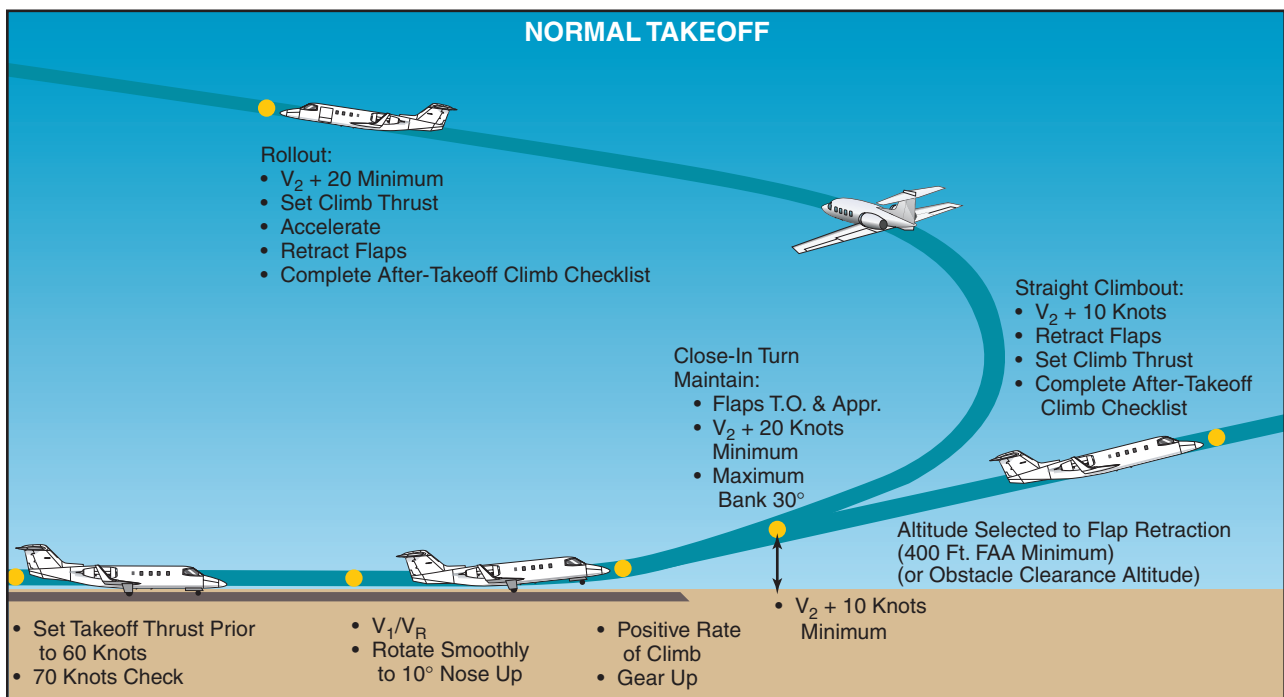 NORMAL TAKEOFF
Rollout:
• V₂ + 20 Minimum
• Set Climb Thrust
• Accelerate
• Retract Flaps
• Complete After-Takeoff Climb Checklist
Straight Climbout:
• V₂ + 10 Knots
• Retract Flaps
• Set Climb Thrust
• Complete After-Takeoff
Climb Checklist
Close-In Turn
Maintain:
• Flaps T.O. & Appr.
• V₂ + 20 Knots
Minimum
• Maximum
Bank 30°
Altitude Selected to Flap Retraction
(400 Ft. FAA Minimum)
(or Obstacle Clearance Altitude)
• Set Takeoff Thrust Prior
to 60 Knots
• 70 Knots Check
• V₁/V_R
• Rotate Smoothly
to 10° Nose Up
• Positive Rate
of Climb
• Gear Up
• V₂ + 10 Knots
Minimum